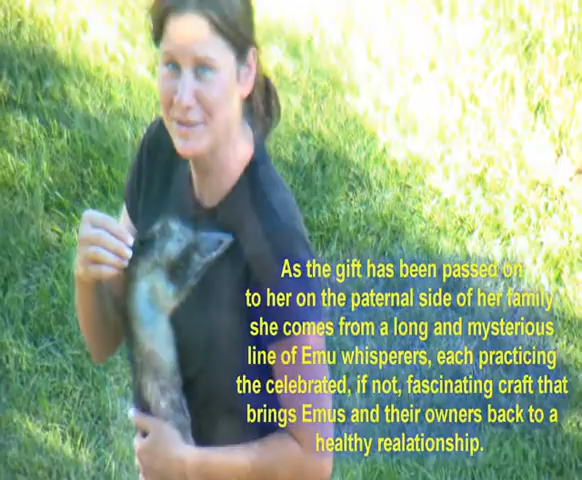 As the gift has been passed on
to her on the paternal side of her family
she comes from a long and mysterious
line of Emu whisperers, each practicing
the celebrated, if not, fascinating craft that
brings Emus and their owners back to a
healthy realationship.